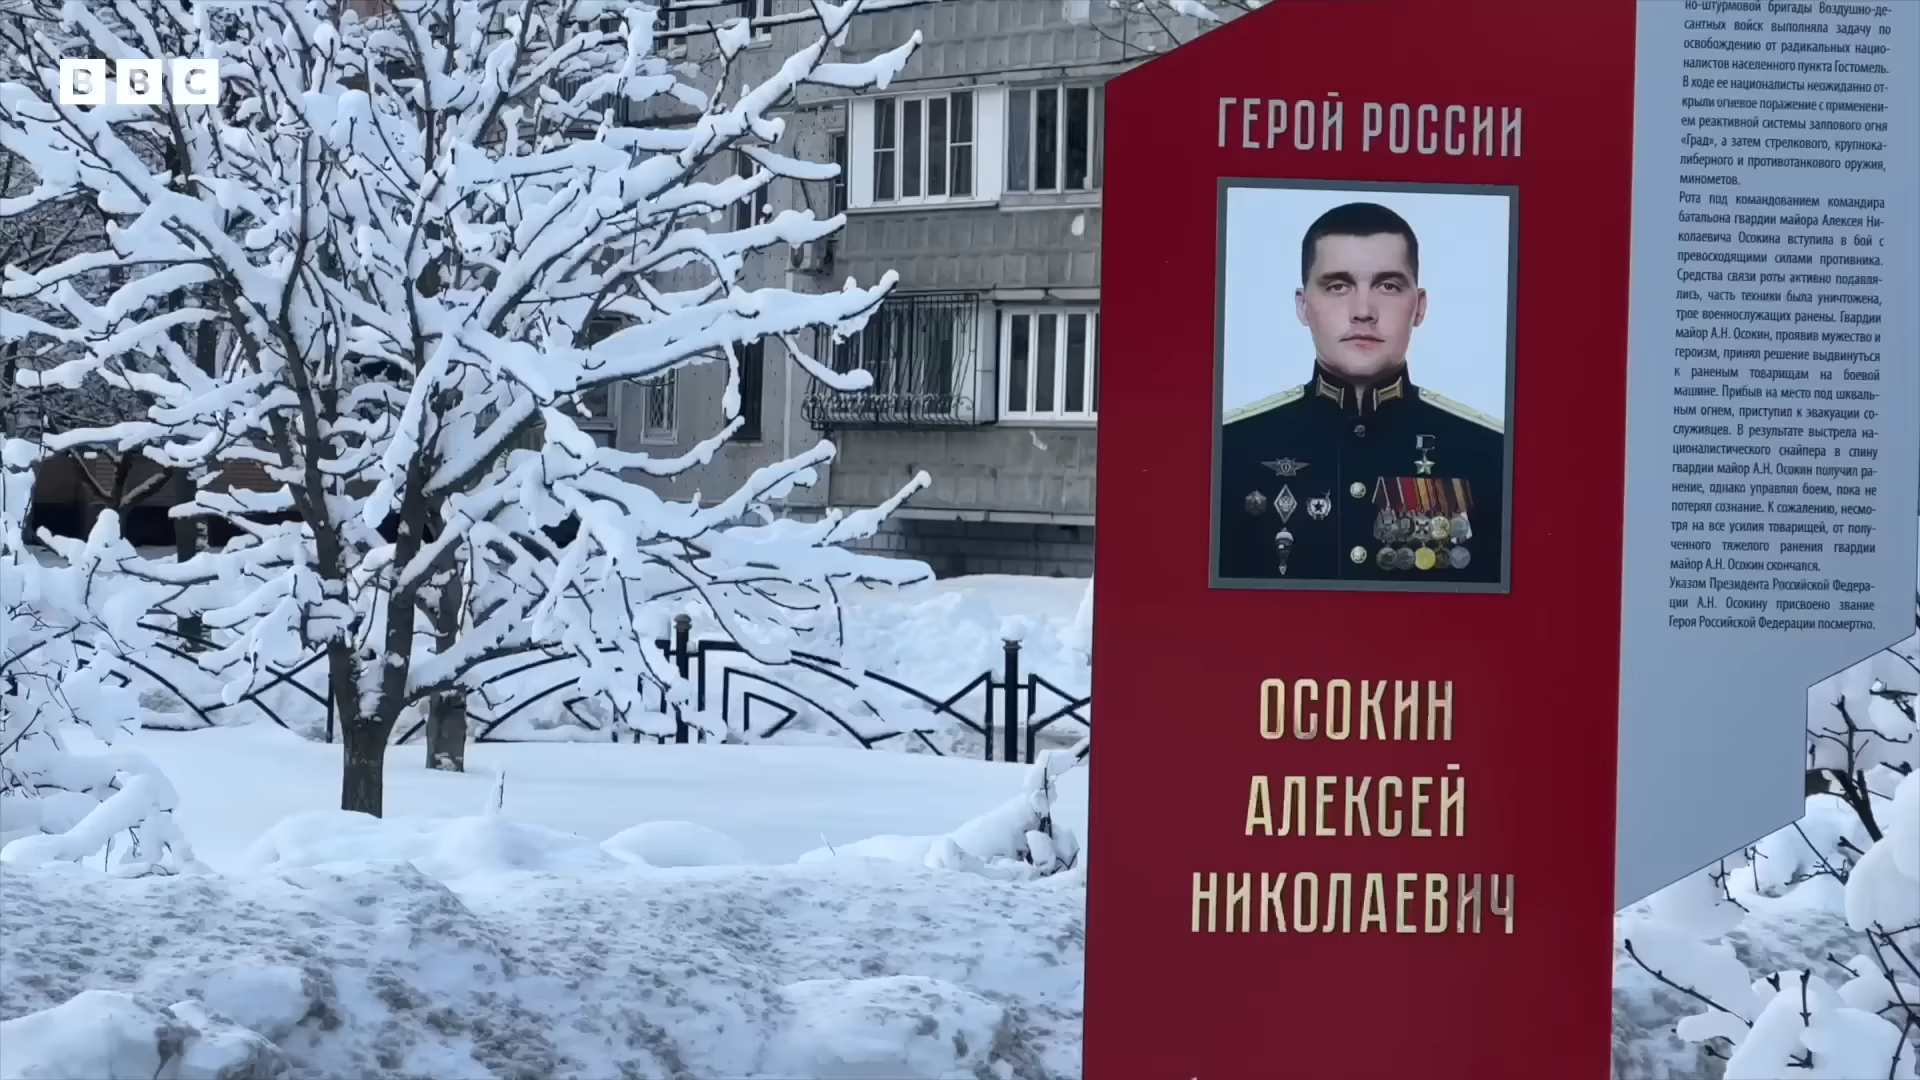 BBC
ГЕРОЙ РОССИИ
ОСОКИН
АЛЕКСЕЙ
НИКОЛАЕВИЧ
но-штурмовой бригады Воздушно-де-
сантных войск выполняла задачу по
освобождению от радикальных нацио-
налистов населенного пункта Гостомель.
В ходе ее националисты неожиданно от-
крыли огневое поражение с применени-
ем реактивной системы залпового огня
«Град», а затем стрелкового, крупнока-
либерного и противотанкового оружия,
минометов.
Рота под командованием командира
батальона гвардии майора Алексея Ни-
колаевича Осокина вступила в бой с
превосходящими силами противника.
Средства связи роты активно подавля-
лись, часть техники была уничтожена,
трое военнослужащих ранены. Гвардии
майор А.Н. Осокин, проявив мужество и
героизм, принял решение выдвинуться
к раненым товарищам на боевой
машине. Прибыв на место под шкваль-
ным огнем, приступил к эвакуации со-
служивцев. В результате выстрела на-
ционалистического снайпера в спину
гвардии майор А.Н. Осокин получил ра-
нение, однако управлял боем, пока не
потерял сознание. К сожалению, несмо-
тря на все усилия товарищей, от полу-
ченного тяжелого ранения гвардии
майор А.Н. Осокин скончался.
Указом Президента Российской Федера-
ции А.Н. Осокину присвоено звание
Героя Российской Федерации посмертно.